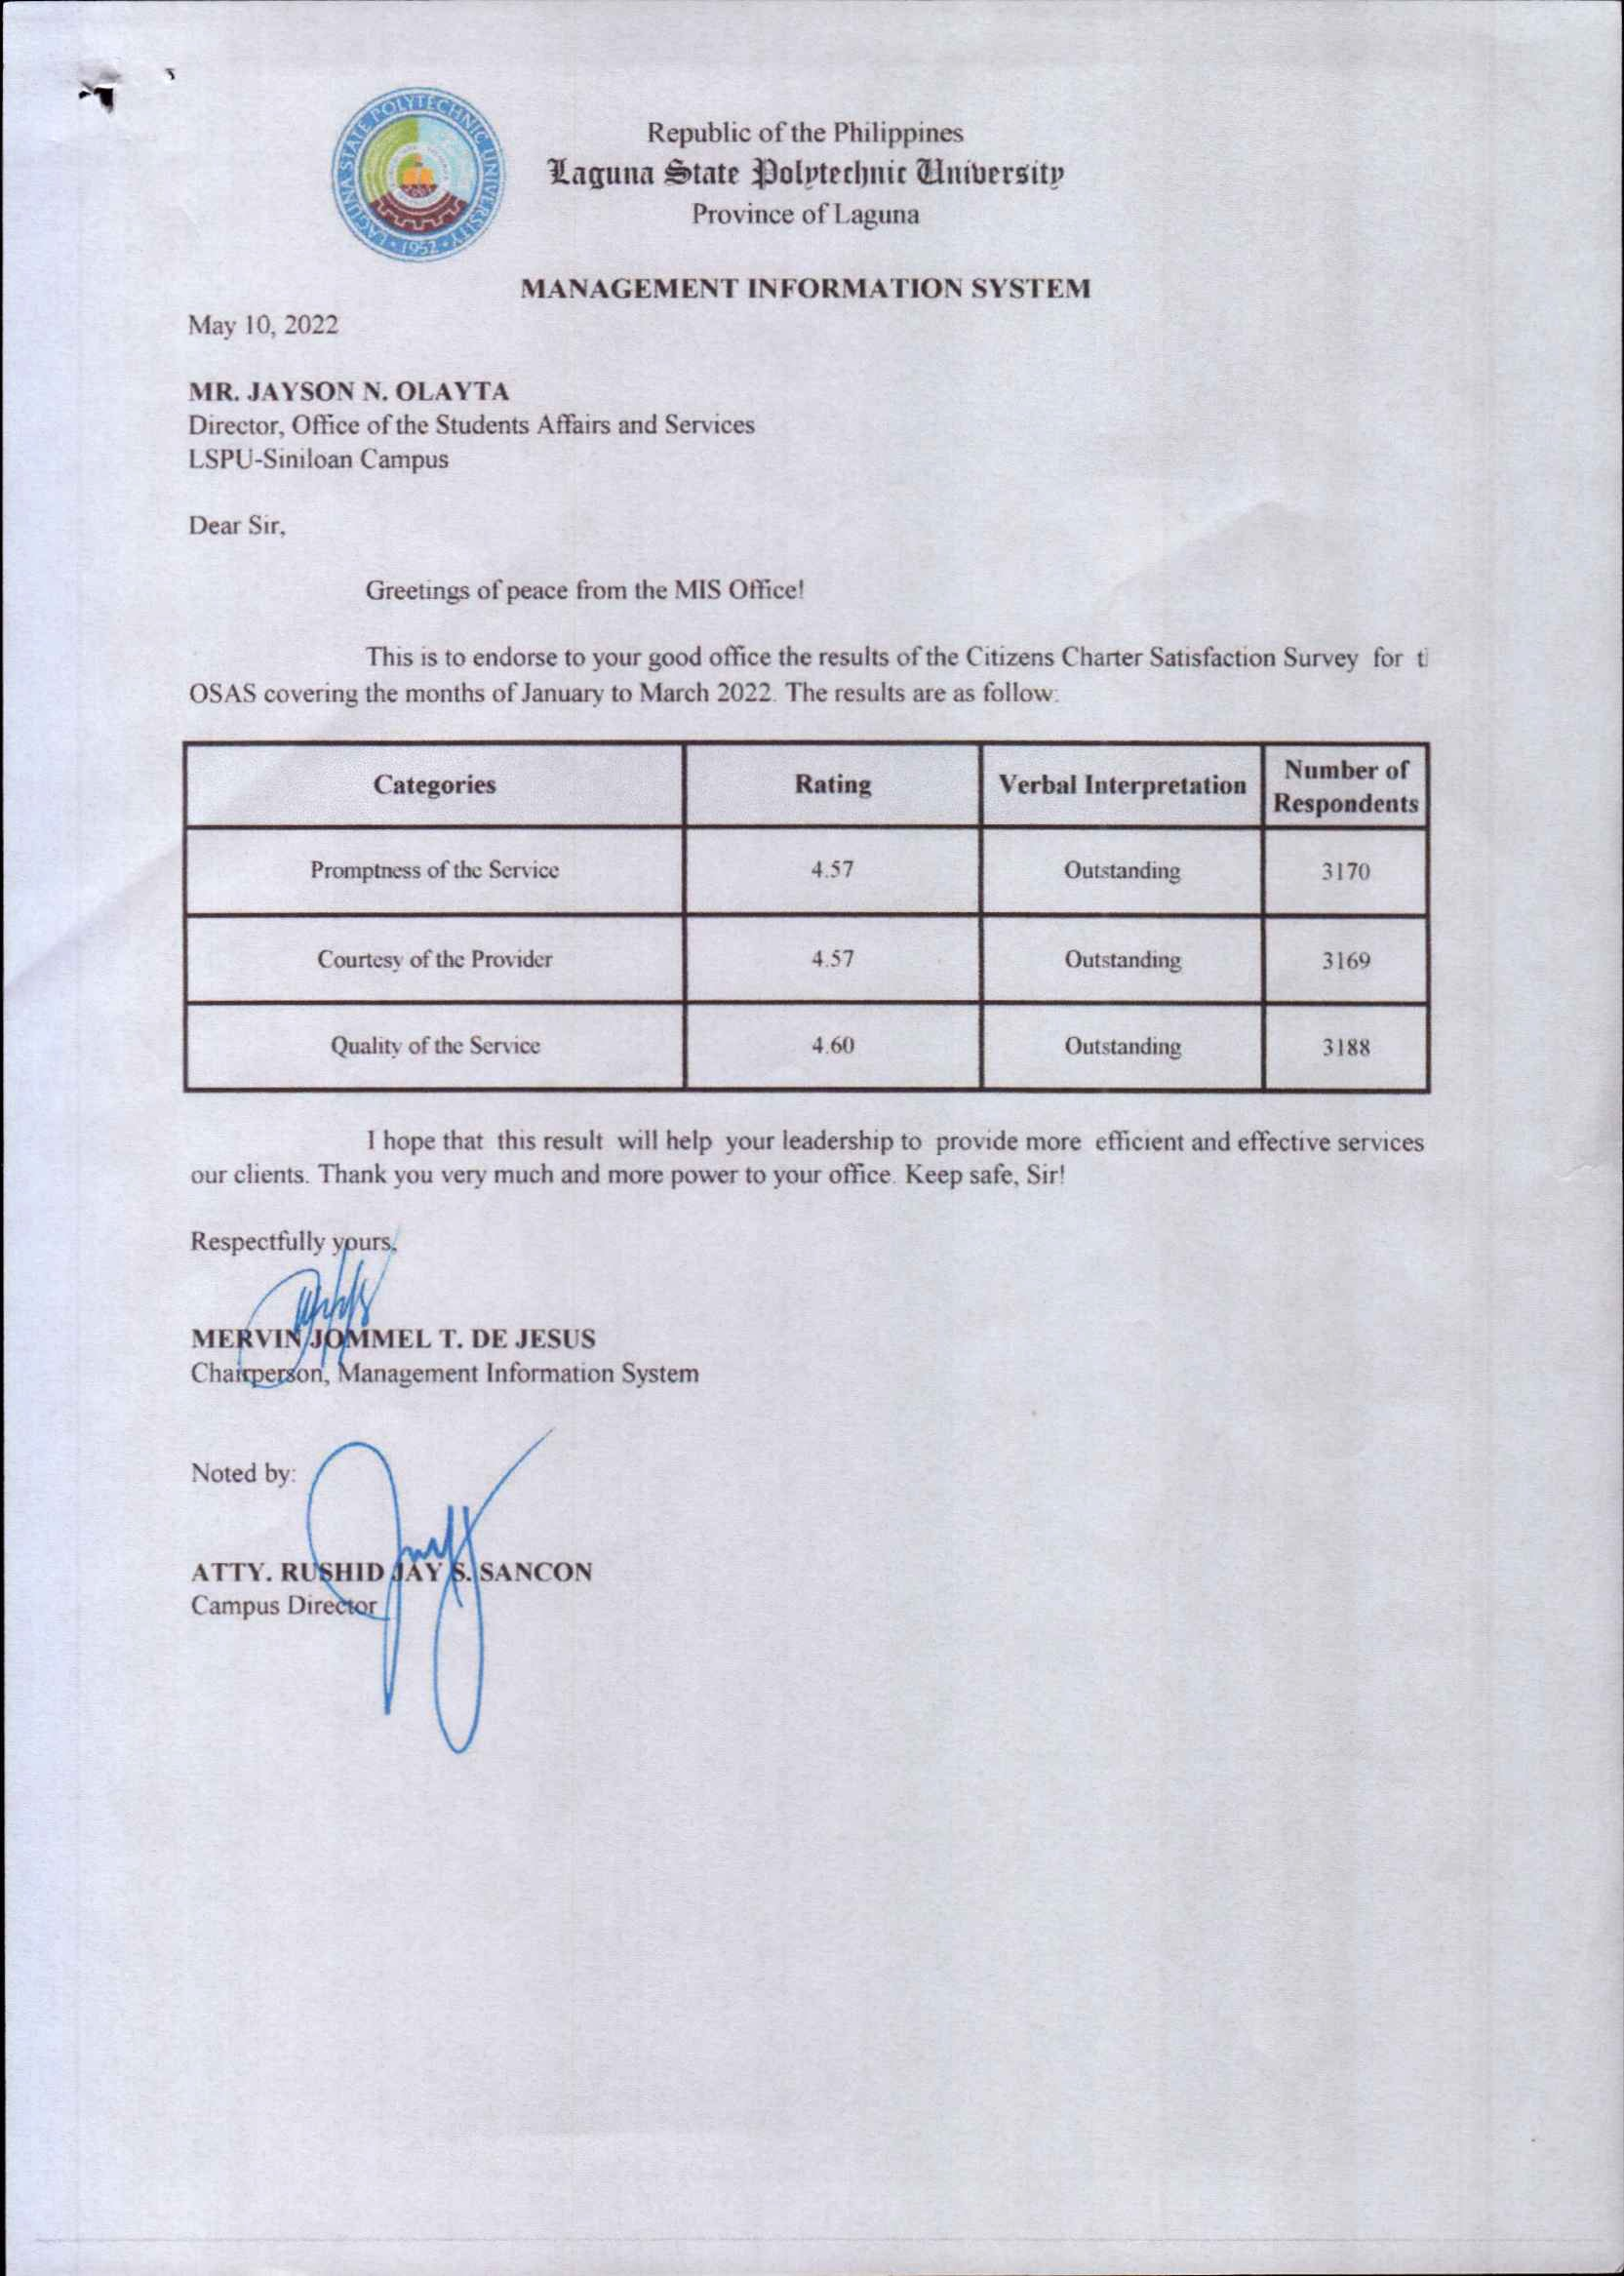 LAGUNA STATE POLYTECHNIC UNIVERSITY
• 1952 •
Republic of the Philippines
Laguna State Polytechnic University
Province of Laguna
MANAGEMENT INFORMATION SYSTEM
May 10, 2022
MR. JAYSON N. OLAYTA
Director, Office of the Students Affairs and Services
LSPU-Siniloan Campus
Dear Sir,
Greetings of peace from the MIS Office!
This is to endorse to your good office the results of the Citizens Charter Satisfaction Survey for t
OSAS covering the months of January to March 2022. The results are as follow:
Categories Rating Verbal Interpretation Number of Respondents
Promptness of the Service 4.57 Outstanding 3170
Courtesy of the Provider 4.57 Outstanding 3169
Quality of the Service 4.60 Outstanding 3188
I hope that this result will help your leadership to provide more efficient and effective services
our clients. Thank you very much and more power to your office. Keep safe, Sir!
Respectfully yours,
MERVIN JOMMEL T. DE JESUS
Chairperson, Management Information System
Noted by:
ATTY. RUSHID JAY S. SANCON
Campus Director